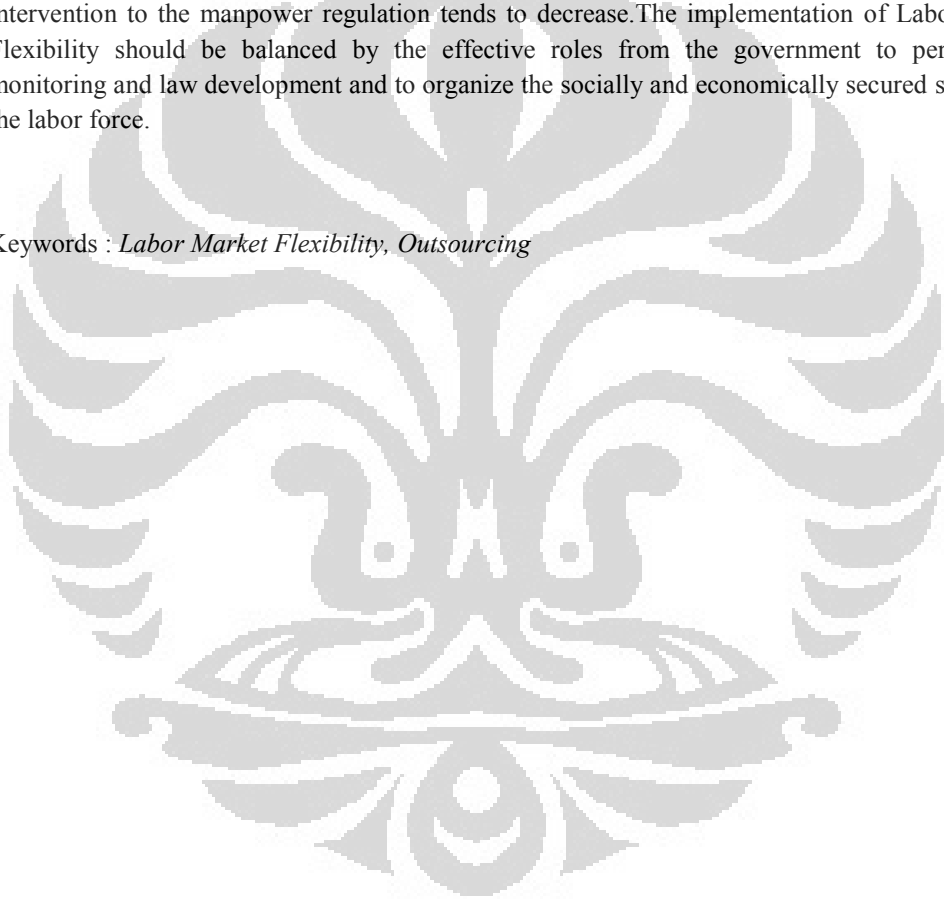 ntervention to the manpower regulation tends to decrease.The implementation of Labo
Flexibility should be balanced by the effective roles from the government to per
monitoring and law development and to organize the socially and economically secured s
the labor force.
Keywords : Labor Market Flexibility, Outsourcing